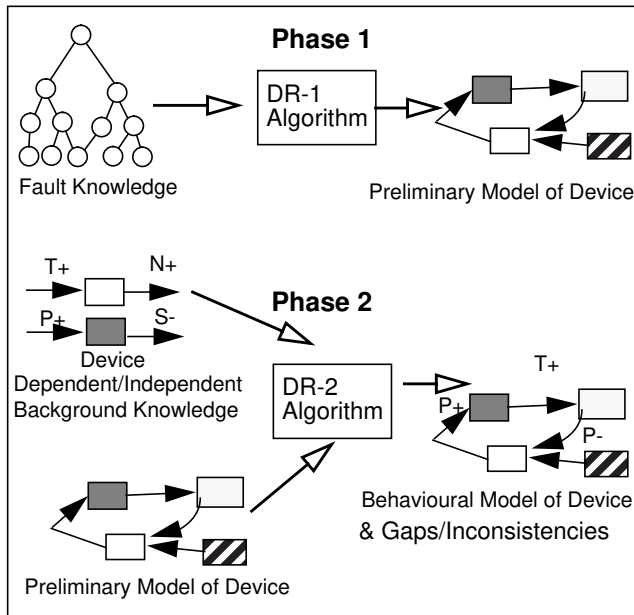 Phase 1
DR-1
Algorithm
Fault Knowledge
Preliminary Model of Device
T+ N+
P+ S-
Device
Dependent/Independent
Background Knowledge
Phase 2
DR-2
Algorithm
T+
P+
P-
Behavioural Model of Device
& Gaps/Inconsistencies
Preliminary Model of Device